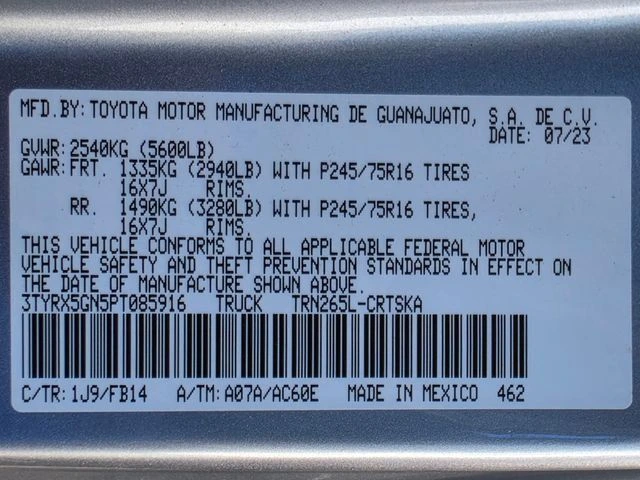 MFD.BY:TOYOTA MOTOR MANUFACTURING DE GUANAJUATO, S.A. DE C.V.
DATE: 07/23
GVWR:2540KG (5600LB)
GAWR:FRT. 1335KG (2940LB) WITH P245/75R16 TIRES
16X7J RIMS.
RR. 1490KG (3280LB) WITH P245/75R16 TIRES,
16X7J RIMS.
THIS VEHICLE CONFORMS TO ALL APPLICABLE FEDERAL MOTOR
VEHICLE SAFETY AND THEFT PREVENTION STANDARDS IN EFFECT ON
THE DATE OF MANUFACTURE SHOWN ABOVE.
3TYRX5GN5PT085916 TRUCK TRN265L-CRTSKA
C/TR:1J9/FB14 A/TM:A07A/AC60E MADE IN MEXICO 462